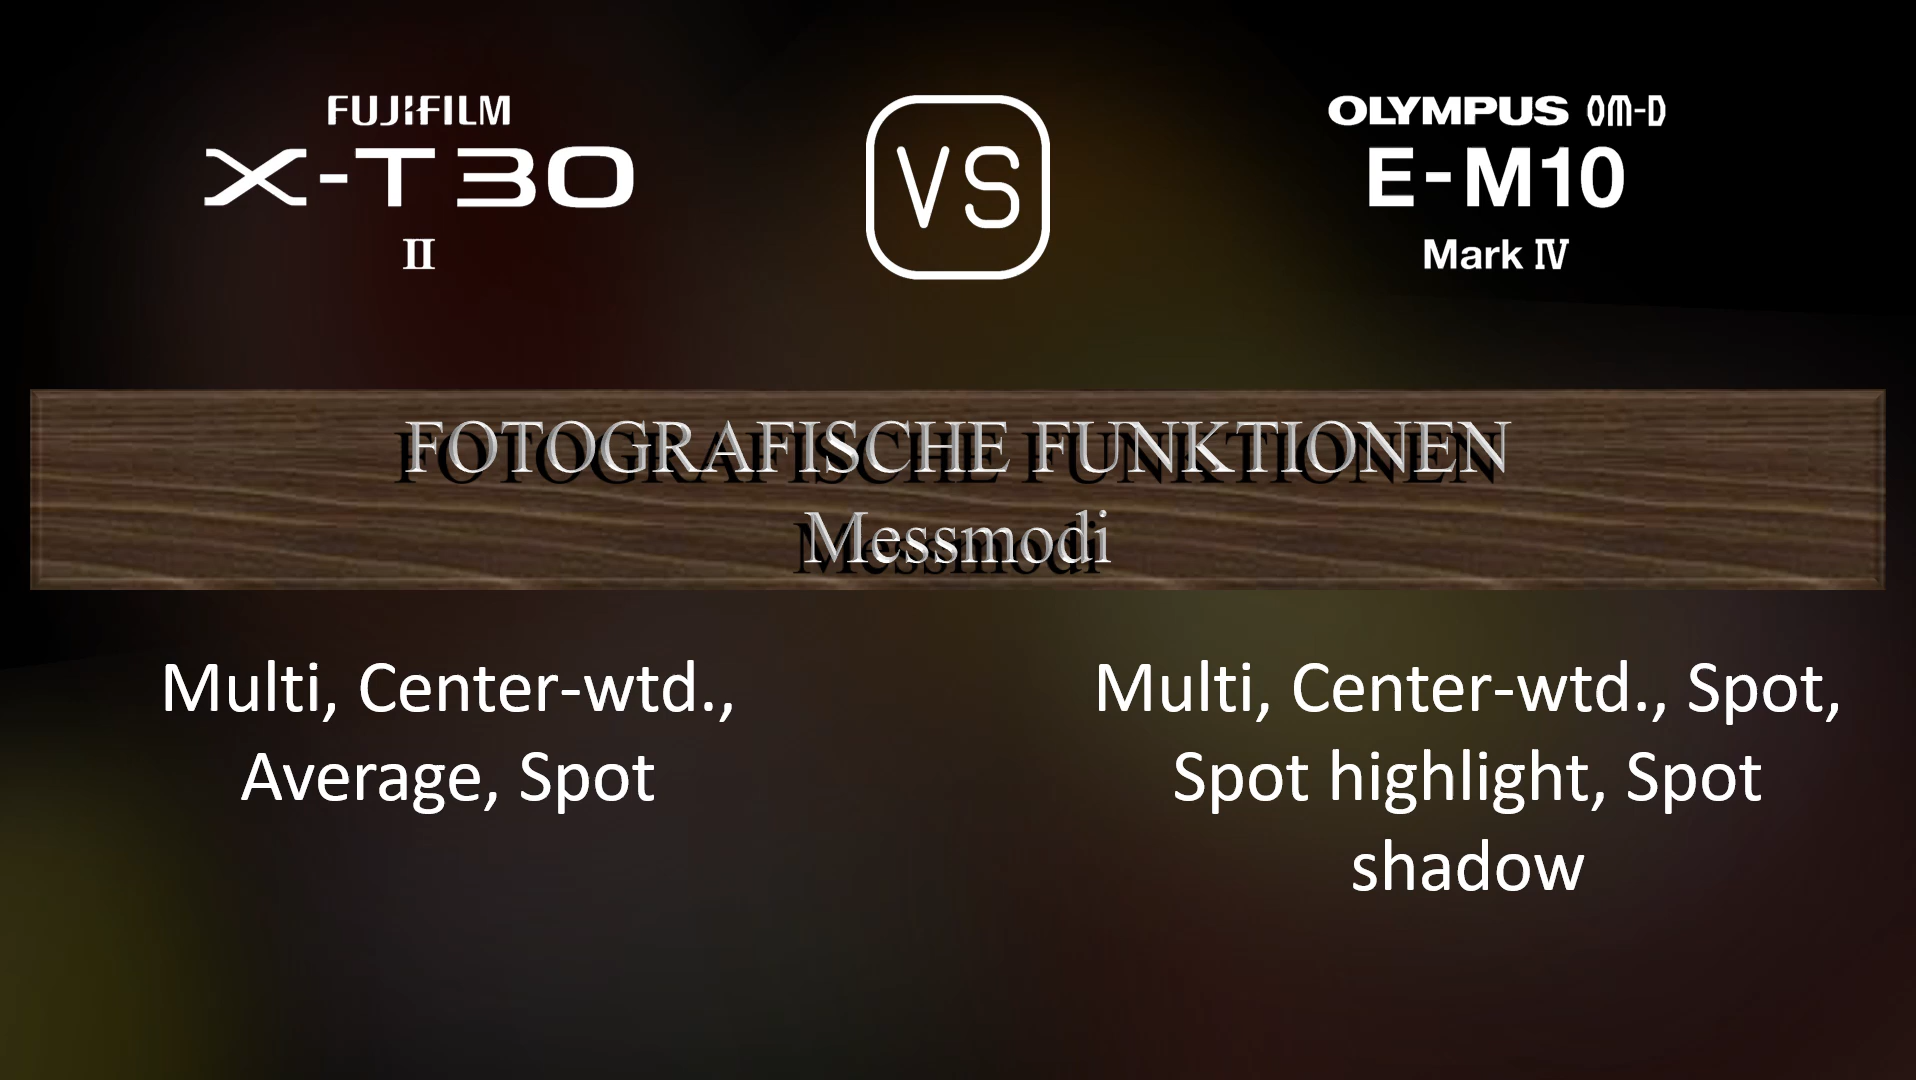 FUJIFILM
X-T30
II
VS
OLYMPUS OM-D
E-M10
Mark IV
FOTOGRAFISCHE FUNKTIONEN
Messmodi
Multi, Center-wtd.,
Average, Spot
Multi, Center-wtd., Spot,
Spot highlight, Spot
shadow